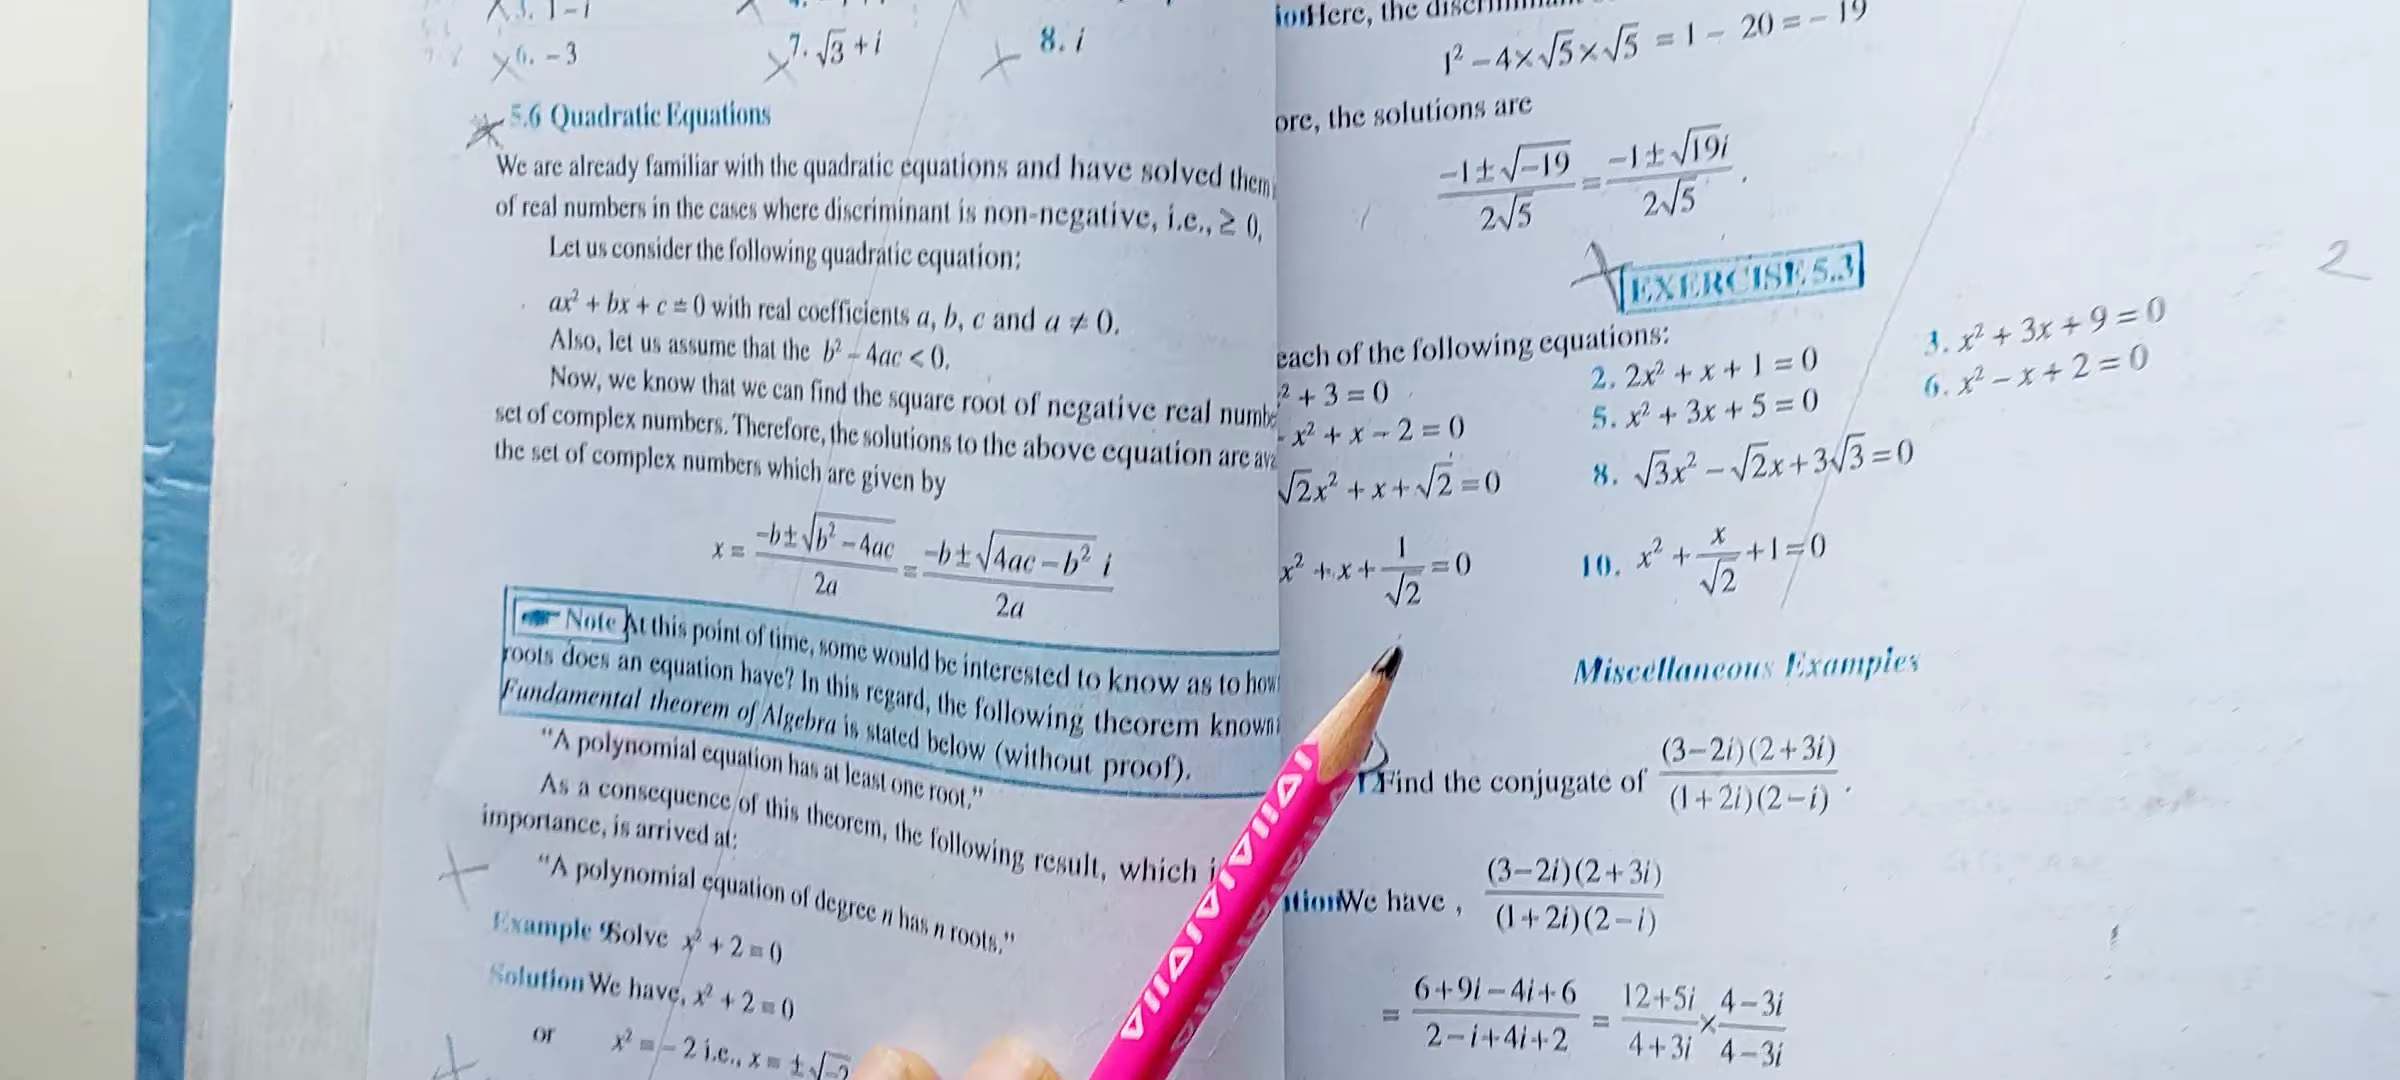 3. 1-i
6. -3
7. √3 + i
8. i
5.6 Quadratic Equations
We are already familiar with the quadratic equations and have solved them
of real numbers in the cases where discriminant is non-negative, i.e., ≥ 0,
Let us consider the following quadratic equation:
ax² + bx + c = 0 with real coefficients a, b, c and a ≠ 0.
Also, let us assume that the b² – 4ac < 0.
Now, we know that we can find the square root of negative real numbe
set of complex numbers. Therefore, the solutions to the above equation are ava
the set of complex numbers which are given by
x = (-b ± √(b² - 4ac))/2a = (-b ± √(4ac - b²) i)/2a
Note At this point of time, some would be interested to know as to how
roots does an equation have? In this regard, the following theorem known
Fundamental theorem of Algebra is stated below (without proof).
"A polynomial equation has at least one root."
As a consequence of this theorem, the following result, which i
importance, is arrived at:
"A polynomial equation of degree n has n roots."
Example Solve x² + 2 = 0
Solution We have, x² + 2 = 0
or x² = – 2 i.e., x = ± √–2
Here, the discriminan
1² – 4 × √5 × √5 = 1 – 20 = – 19
ore, the solutions are
(-1 ± √-19)/2√5 = (-1 ± √19i)/2√5.
EXERCISE 5.3
2
each of the following equations:
² + 3 = 0
2. 2x² + x + 1 = 0
3. x² + 3x + 9 = 0
- x² + x – 2 = 0
5. x² + 3x + 5 = 0
6. x² – x + 2 = 0
√2x² + x + √2 = 0
8. √3x² – √2x + 3√3 = 0
x² + x + 1/√2 = 0
10. x² + x/√2 + 1 = 0
Miscellaneous Examples
Find the conjugate of (3-2i)(2+3i)/(1+2i)(2-i).
tion We have, (3-2i)(2+3i)/(1+2i)(2-i)
= (6+9i-4i+6)/(2-i+4i+2) = (12+5i)/(4+3i) × (4-3i)/(4-3i)